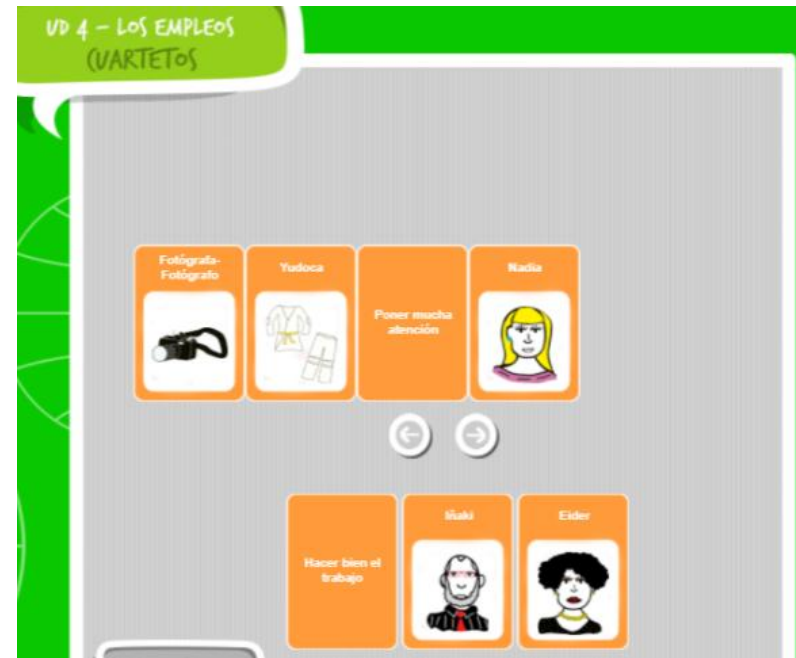 UD 4 – LOS EMPLEOS
CUARTETOS
Fotógrafa-
Fotógrafo
Yudoca
Poner mucha
atención
Nadia
Hacer bien el
trabajo
Iñaki
Eider